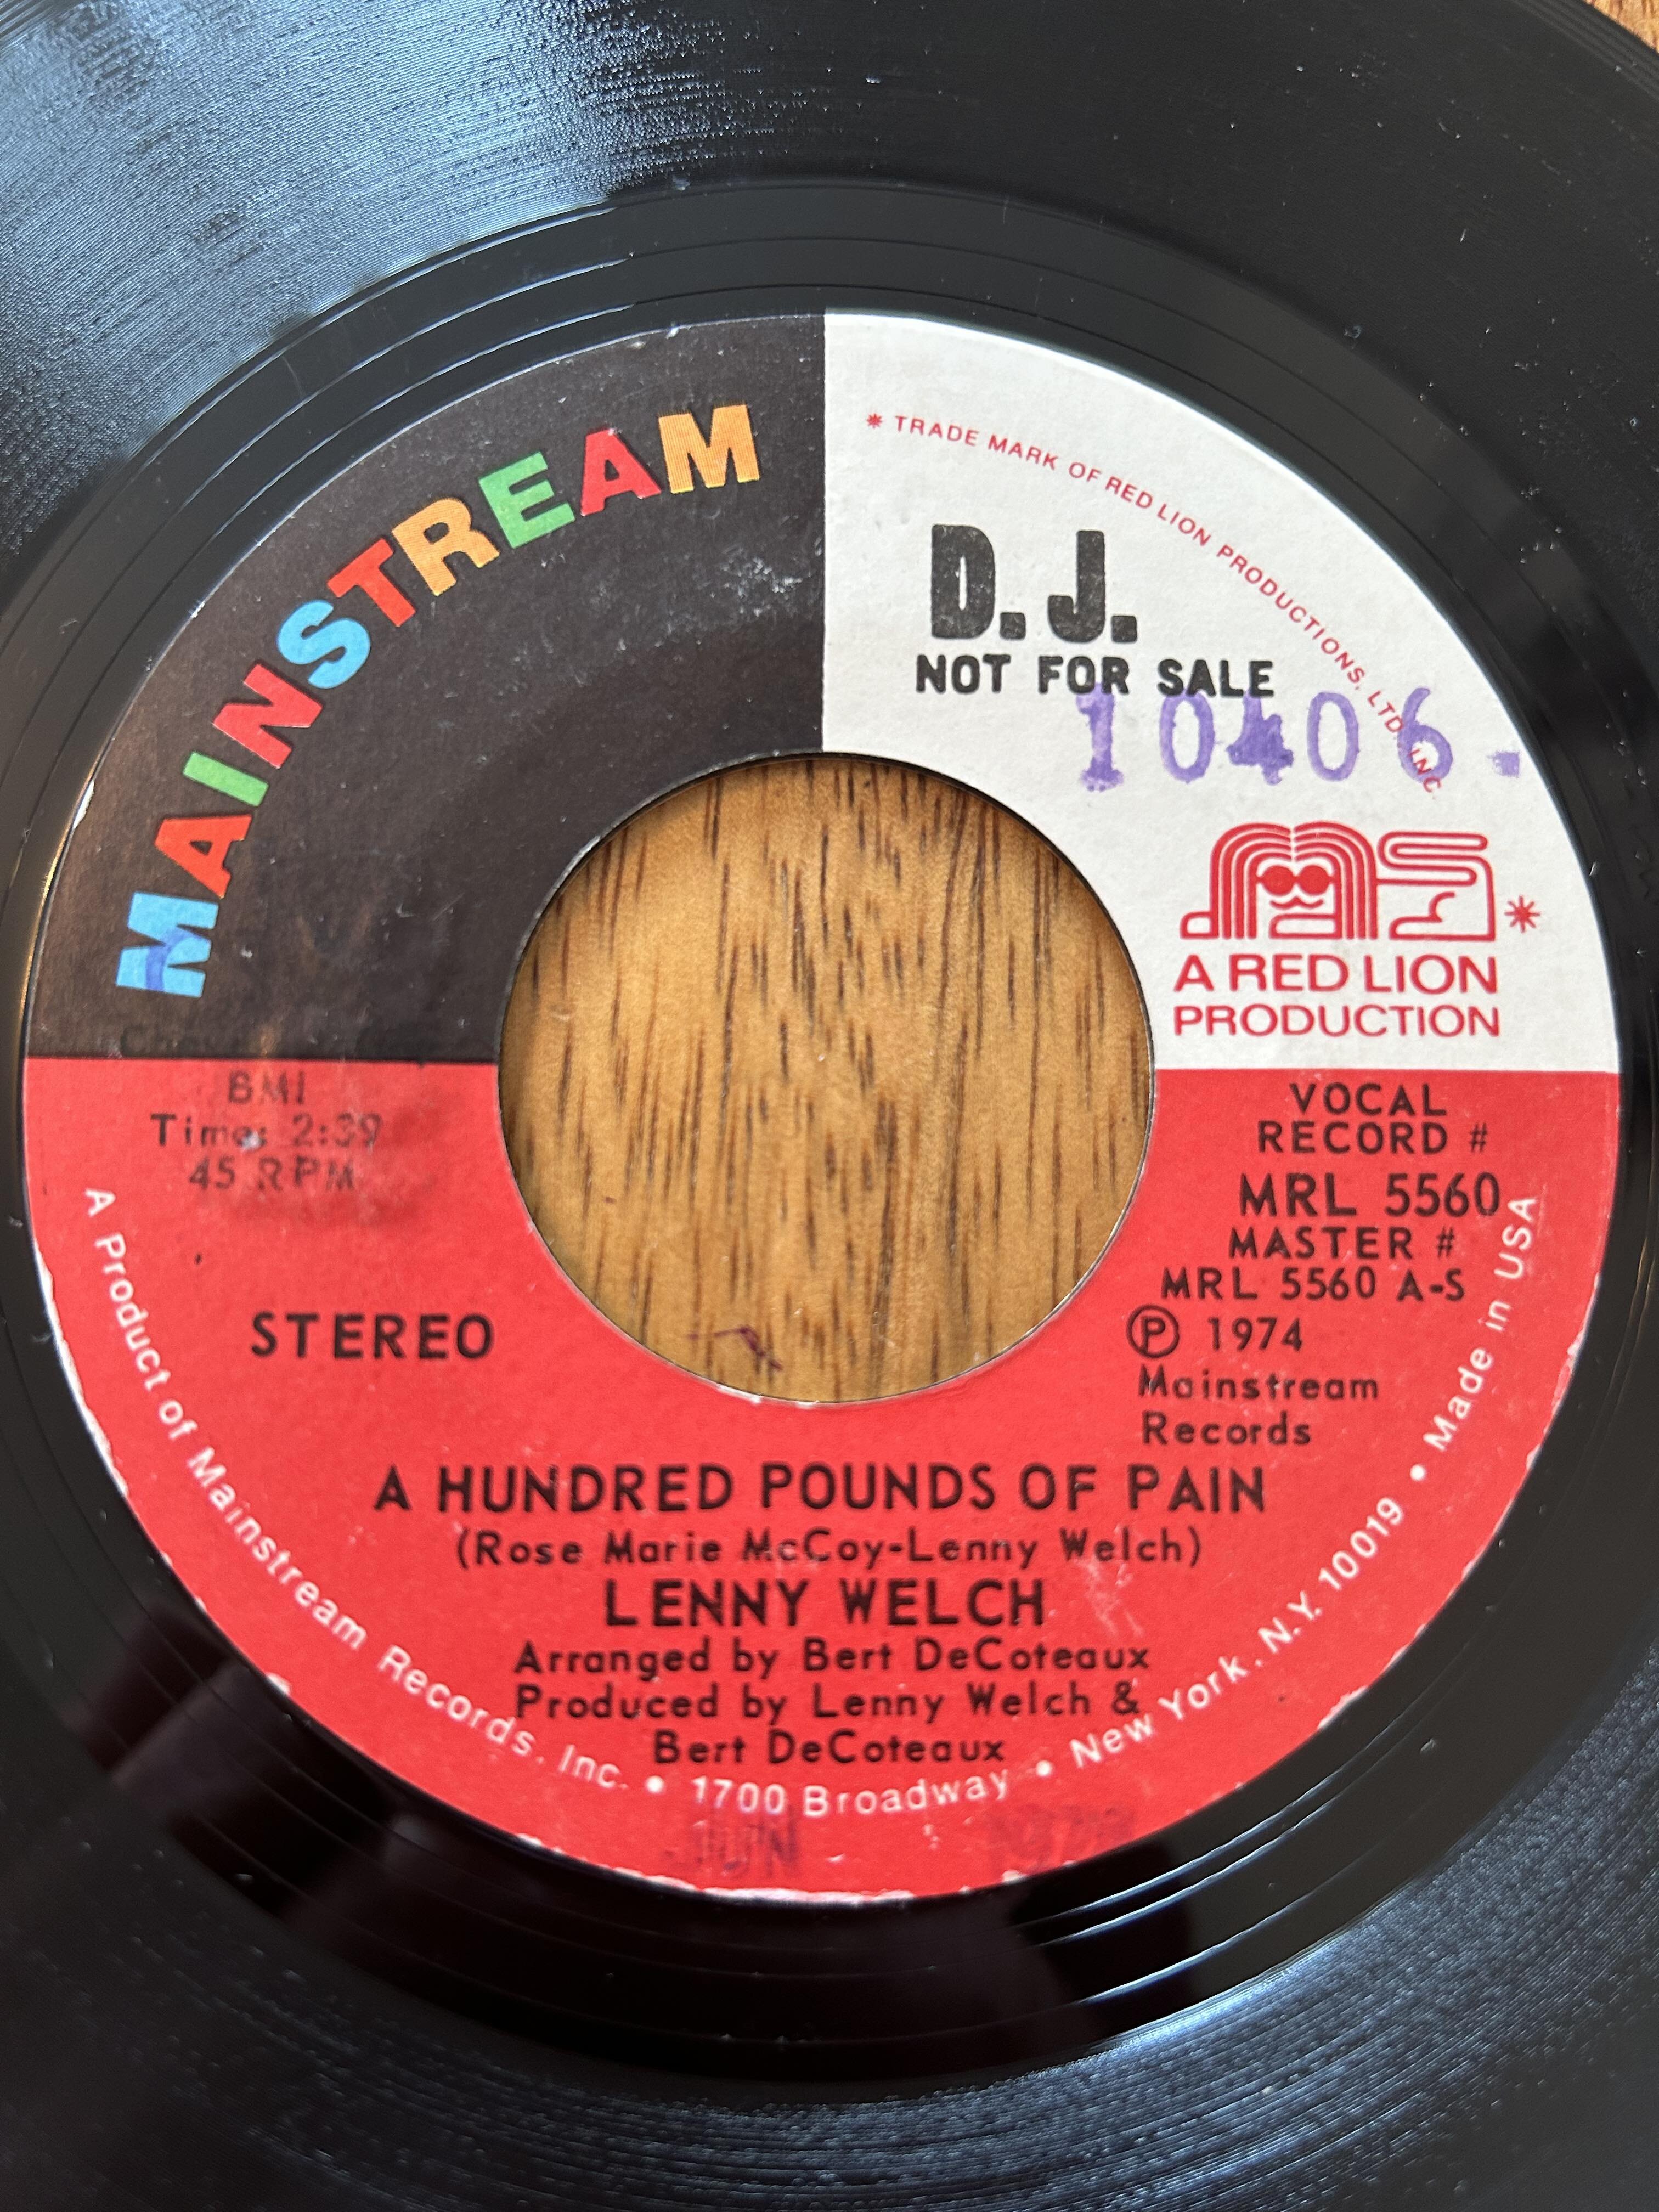 MAINSTREAM
* TRADE MARK OF RED LION PRODUCTIONS, LTD., INC.
D.J.
NOT FOR SALE
10406
*
A RED LION
PRODUCTION
BMI
Time: 2:39
45 RPM
STEREO
VOCAL
RECORD #
MRL 5560
MASTER #
MRL 5560 A-S
Ⓟ 1974
Mainstream
Records
A HUNDRED POUNDS OF PAIN
(Rose Marie McCoy-Lenny Welch)
LENNY WELCH
Arranged by Bert DeCoteaux
Produced by Lenny Welch &
Bert DeCoteaux
A Product of Mainstream Records, Inc. • 1700 Broadway • New York, N.Y. 10019 • Made in USA
JUN